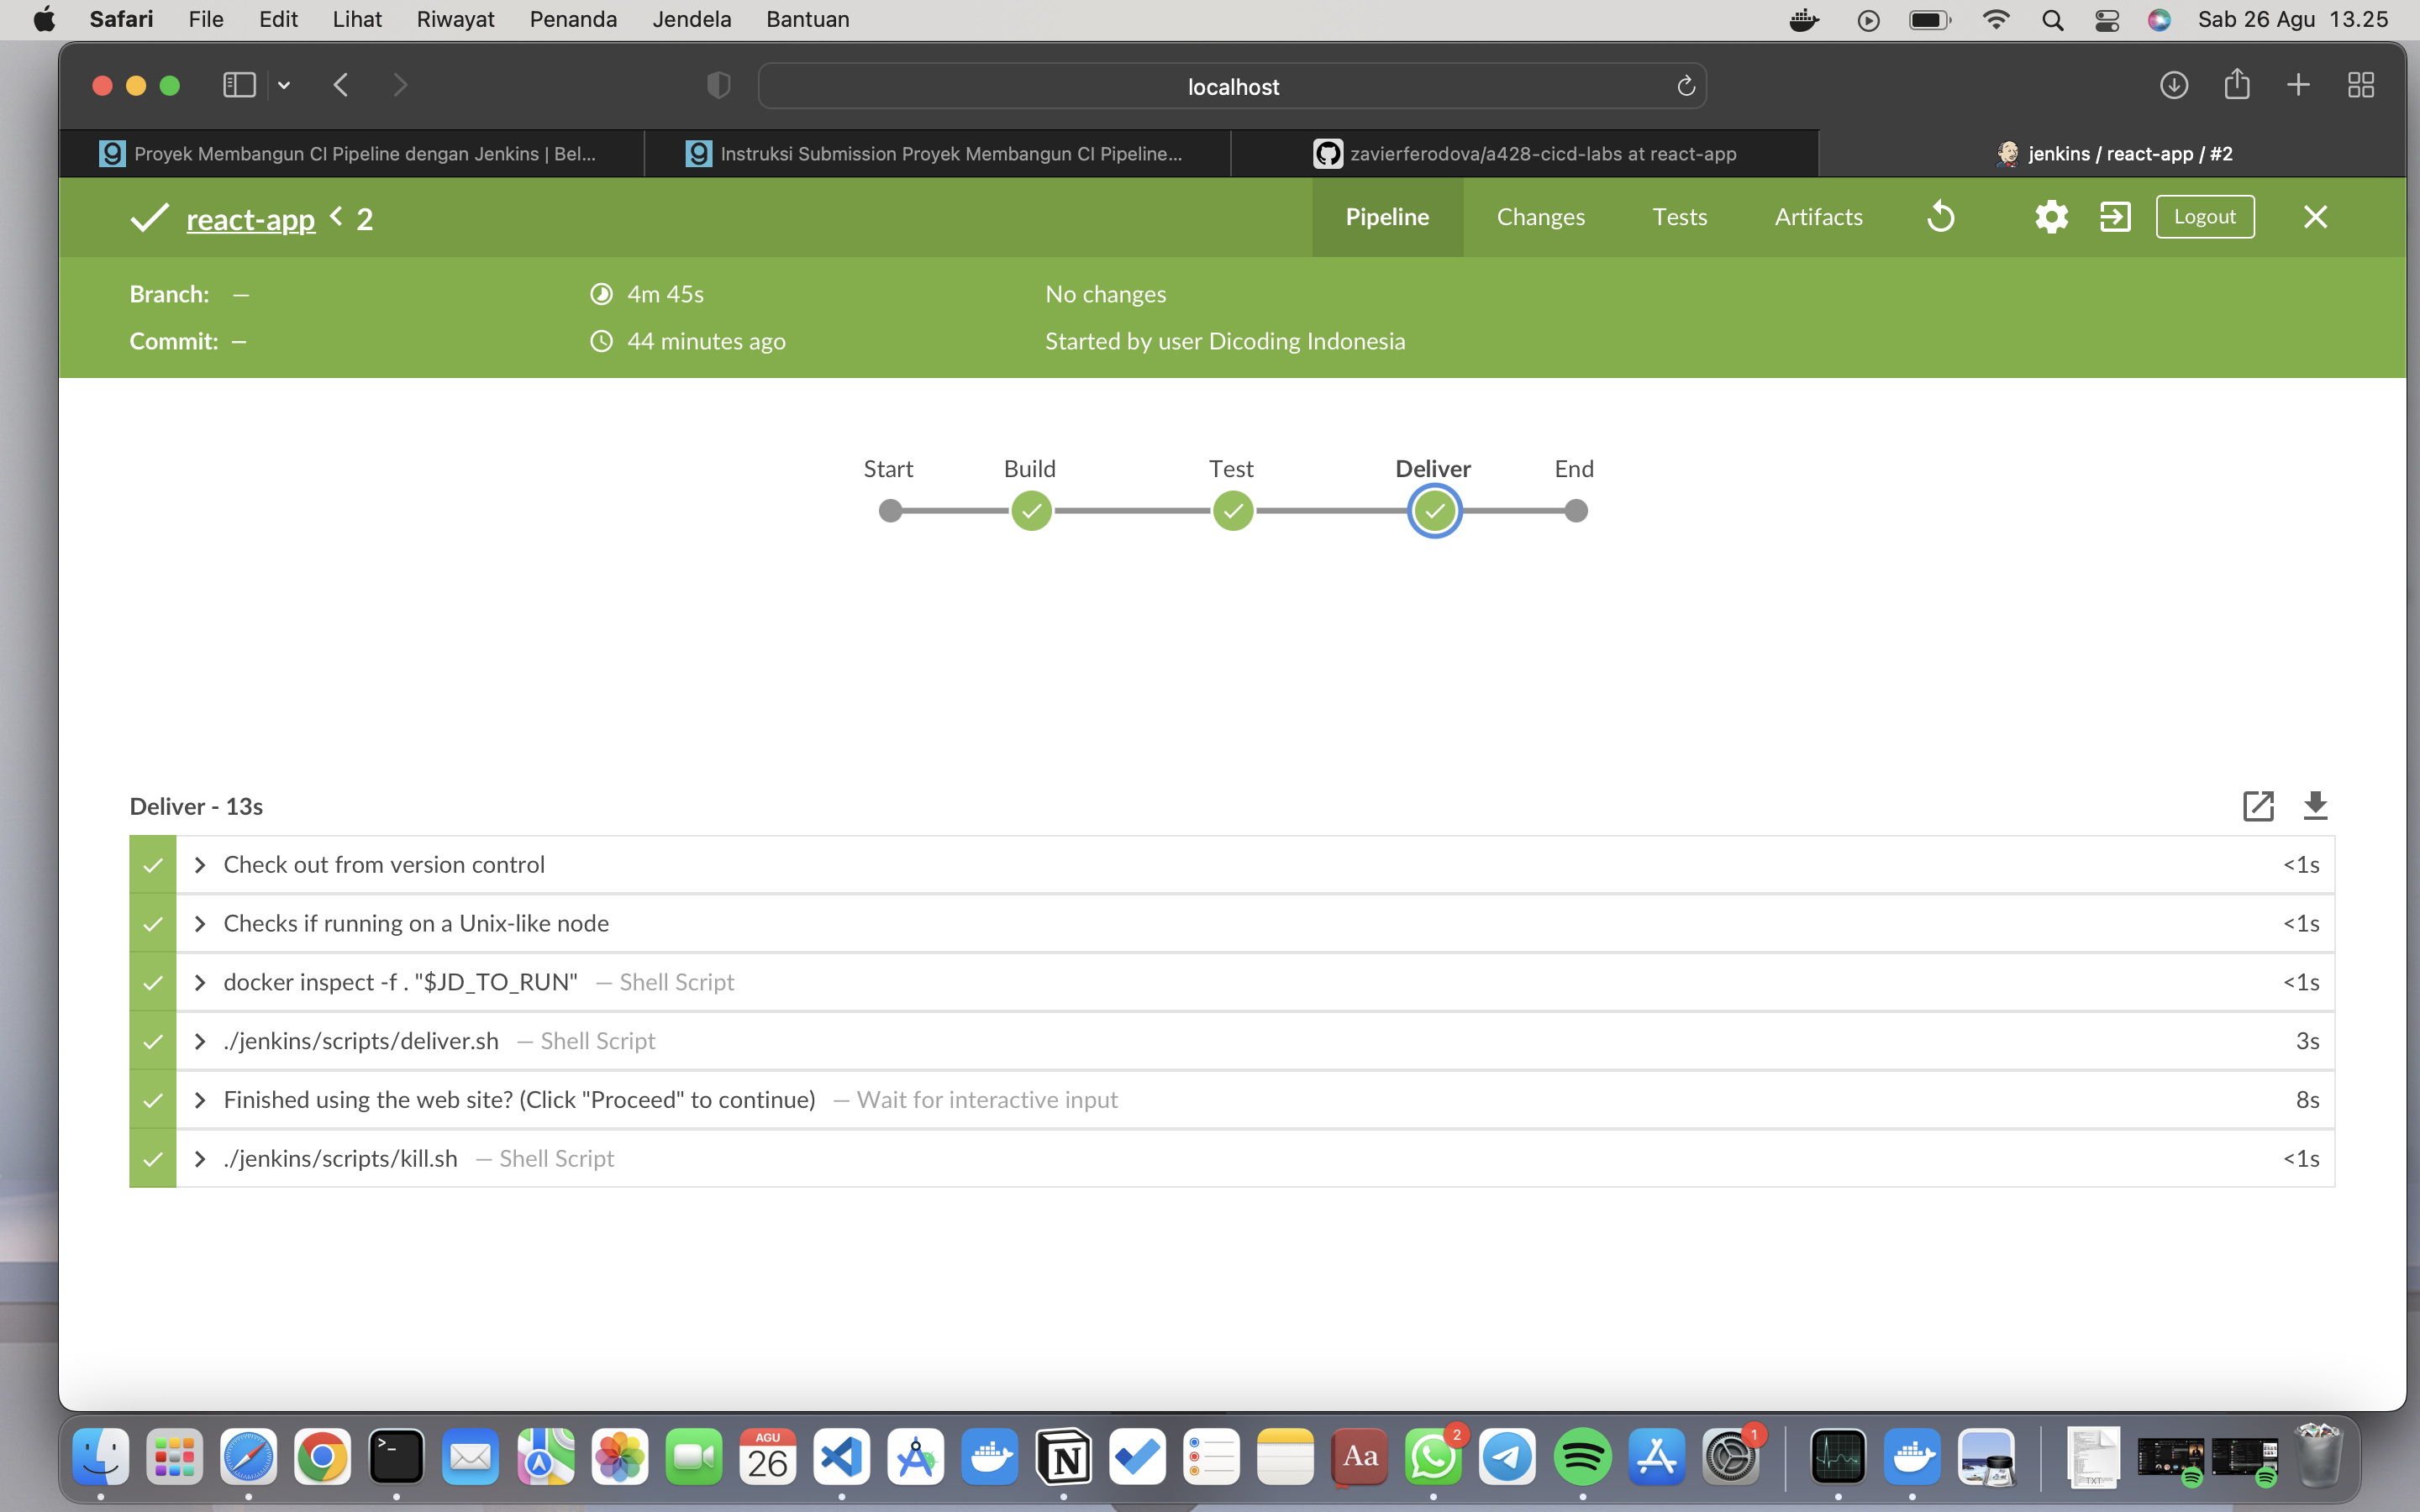 Safari File Edit Lihat Riwayat Penanda Jendela Bantuan Sab 26 Agu 13.25
localhost
Proyek Membangun CI Pipeline dengan Jenkins | Bel... Instruksi Submission Proyek Membangun CI Pipeline... zavierferodova/a428-cicd-labs at react-app jenkins / react-app / #2
react-app < 2 Pipeline Changes Tests Artifacts Logout
Branch: — 4m 45s No changes
Commit: — 44 minutes ago Started by user Dicoding Indonesia
Start Build Test Deliver End
Deliver - 13s
Check out from version control <1s
Checks if running on a Unix-like node <1s
docker inspect -f . "$JD_TO_RUN" — Shell Script <1s
./jenkins/scripts/deliver.sh — Shell Script 3s
Finished using the web site? (Click "Proceed" to continue) — Wait for interactive input 8s
./jenkins/scripts/kill.sh — Shell Script <1s
AGU
26
Aa
2
1
TXT